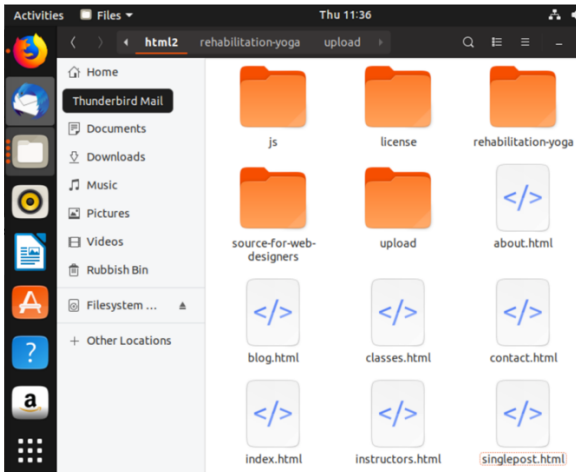 Activities
Files
Thu 11:36
html2
rehabilitation-yoga
upload
Home
Thunderbird Mail
Documents
Downloads
Music
Pictures
Videos
Rubbish Bin
Filesystem ...
Other Locations
js
license
rehabilitation-yoga
source-for-web-
designers
upload
about.html
blog.html
classes.html
contact.html
index.html
instructors.html
singlepost.html